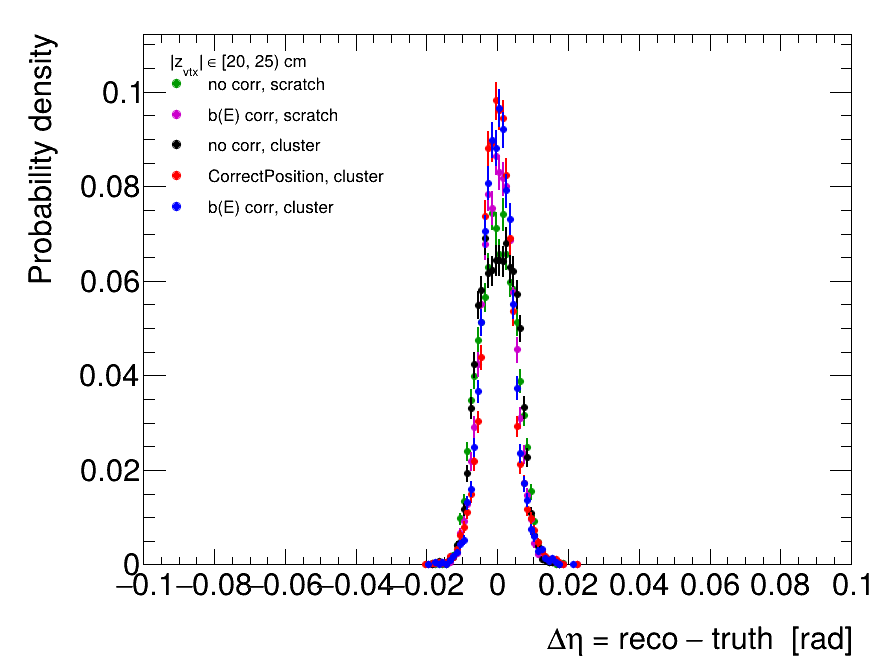 Probability density
|z_vtx| ∈ [20, 25) cm
no corr, scratch
b(E) corr, scratch
no corr, cluster
CorrectPosition, cluster
b(E) corr, cluster
0.1
0.08
0.06
0.04
0.02
0
−0.1 −0.08 −0.06 −0.04 −0.02 0 0.02 0.04 0.06 0.08 0.1
Δη = reco − truth [rad]